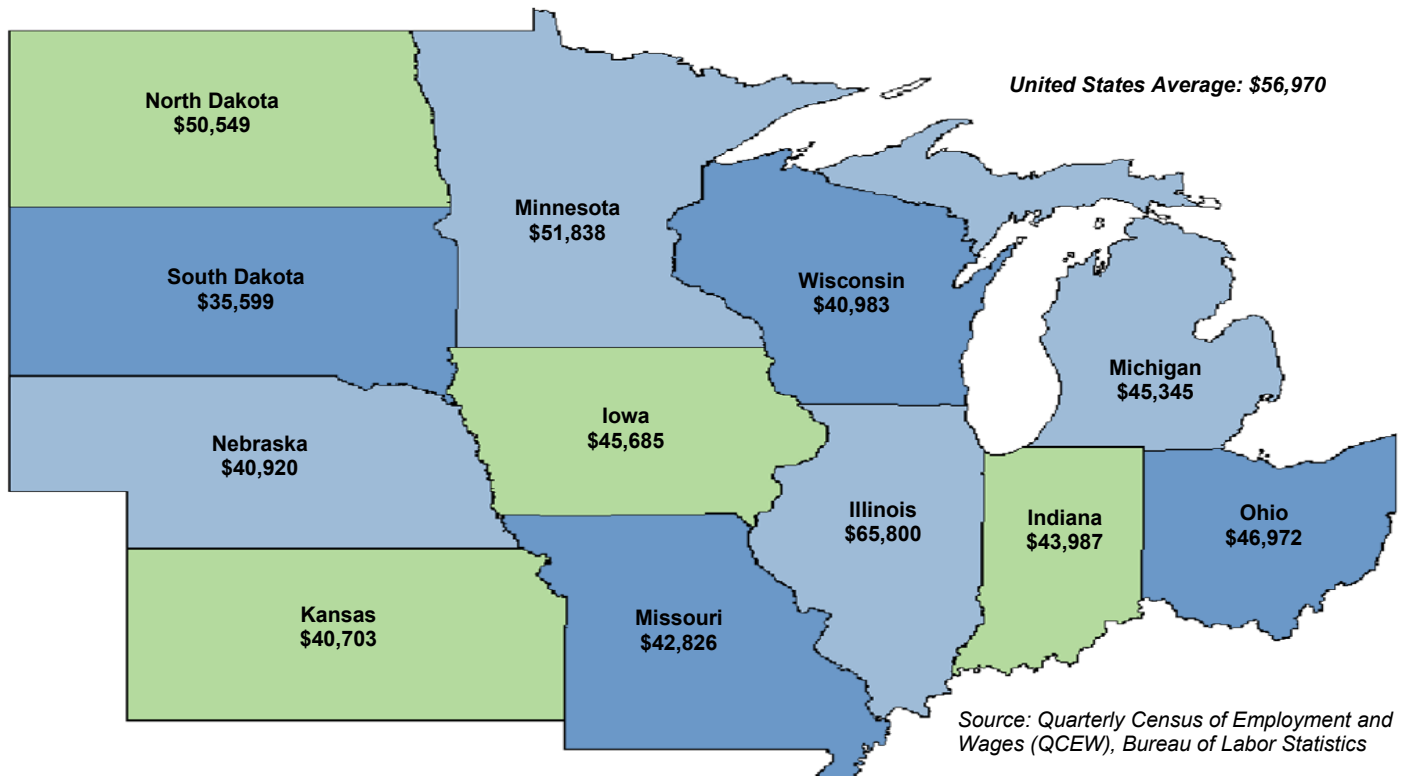 United States Average: $56,970
North Dakota
$50,549
Minnesota
$51,838
South Dakota
$35,599
Wisconsin
$40,983
Michigan
$45,345
Iowa
$45,685
Nebraska
$40,920
Illinois
$65,800
Indiana
$43,987
Ohio
$46,972
Kansas
$40,703
Missouri
$42,826
Source: Quarterly Census of Employment and
Wages (QCEW), Bureau of Labor Statistics